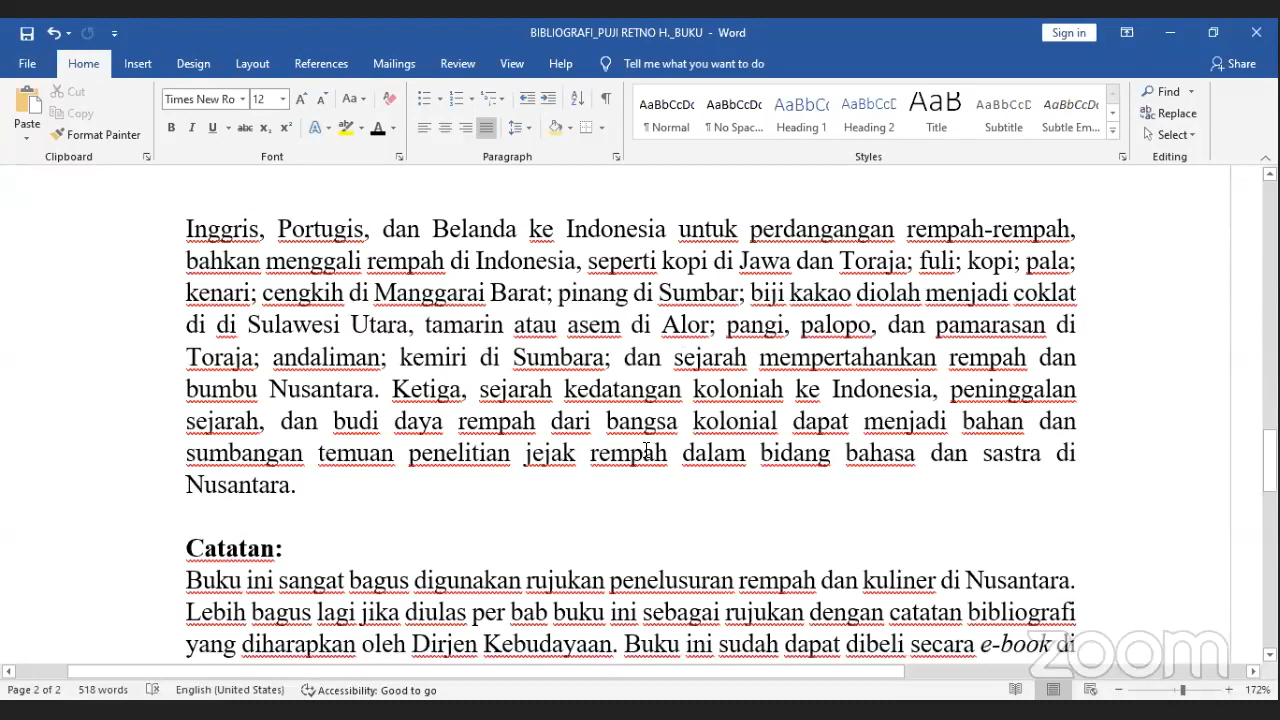 BIBLIOGRAFI_PUJI RETNO H._BUKU - Word
Sign in
File Home Insert Design Layout References Mailings Review View Help Tell me what you want to do Share
Paste Cut Copy Format Painter
Times New Ro 12 Aa
B I U abc x₂ x² A A
AaBbCcDc AaBbCcDc AaBbCc AaBbCcD AaB AaBbCcD AaBbCcDc
¶ Normal ¶ No Spac... Heading 1 Heading 2 Title Subtitle Subtle Em...
Find Replace Select
Clipboard Font Paragraph Styles Editing
Inggris, Portugis, dan Belanda ke Indonesia untuk perdangangan rempah-rempah,
bahkan menggali rempah di Indonesia, seperti kopi di Jawa dan Toraja; fuli; kopi; pala;
kenari; cengkih di Manggarai Barat; pinang di Sumbar; biji kakao diolah menjadi coklat
di di Sulawesi Utara, tamarin atau asem di Alor; pangi, palopo, dan pamarasan di
Toraja; andaliman; kemiri di Sumbara; dan sejarah mempertahankan rempah dan
bumbu Nusantara. Ketiga, sejarah kedatangan koloniah ke Indonesia, peninggalan
sejarah, dan budi daya rempah dari bangsa kolonial dapat menjadi bahan dan
sumbangan temuan penelitian jejak rempah dalam bidang bahasa dan sastra di
Nusantara.
Catatan:
Buku ini sangat bagus digunakan rujukan penelusuran rempah dan kuliner di Nusantara.
Lebih bagus lagi jika diulas per bab buku ini sebagai rujukan dengan catatan bibliografi
yang diharapkan oleh Dirjen Kebudayaan. Buku ini sudah dapat dibeli secara e-book di
zoom
Page 2 of 2 518 words English (United States) Accessibility: Good to go 172%